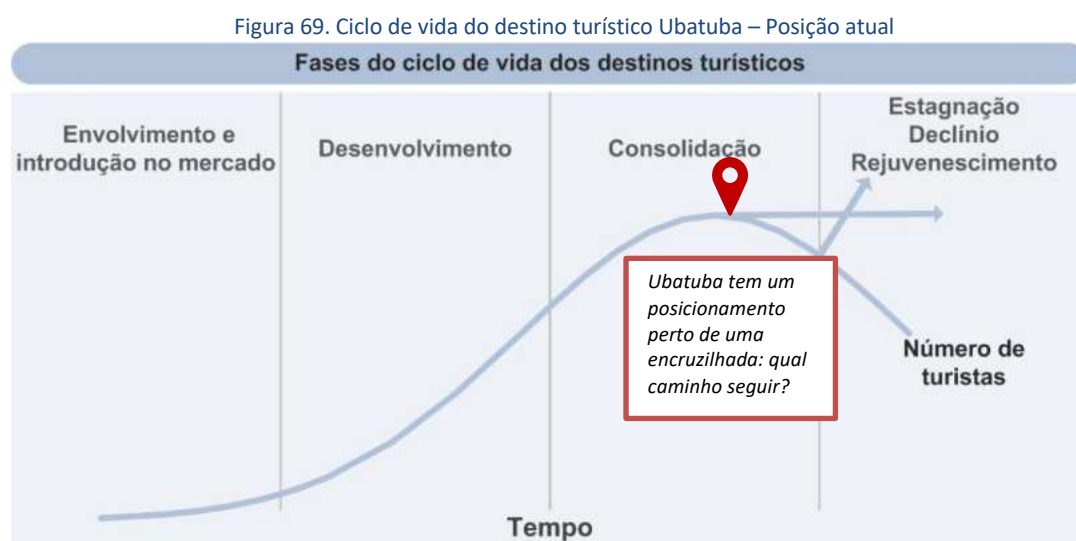 Figura 69. Ciclo de vida do destino turístico Ubatuba – Posição atual
Fases do ciclo de vida dos destinos turísticos
Envolvimento e
introdução no mercado
Desenvolvimento
Consolidação
Estagnação
Declínio
Rejuvenescimento
Ubatuba tem um
posicionamento
perto de uma
encruzilhada: qual
caminho seguir?
Número de
turistas
Tempo